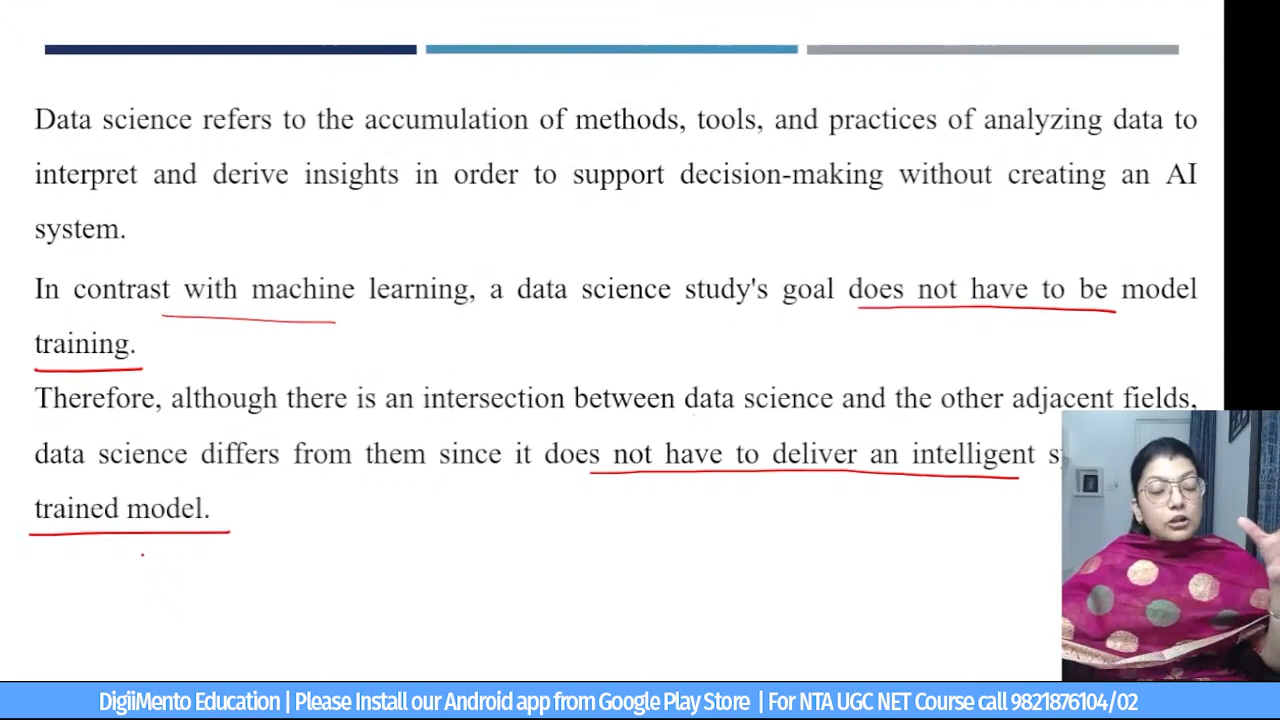 Data science refers to the accumulation of methods, tools, and practices of analyzing data to
interpret and derive insights in order to support decision-making without creating an AI
system.
In contrast with machine learning, a data science study's goal does not have to be model
training.
Therefore, although there is an intersection between data science and the other adjacent fields,
data science differs from them since it does not have to deliver an intelligent
trained model.
DigiiMento Education | Please Install our Android app from Google Play Store | For NTA UGC NET Course call 9821876104/02